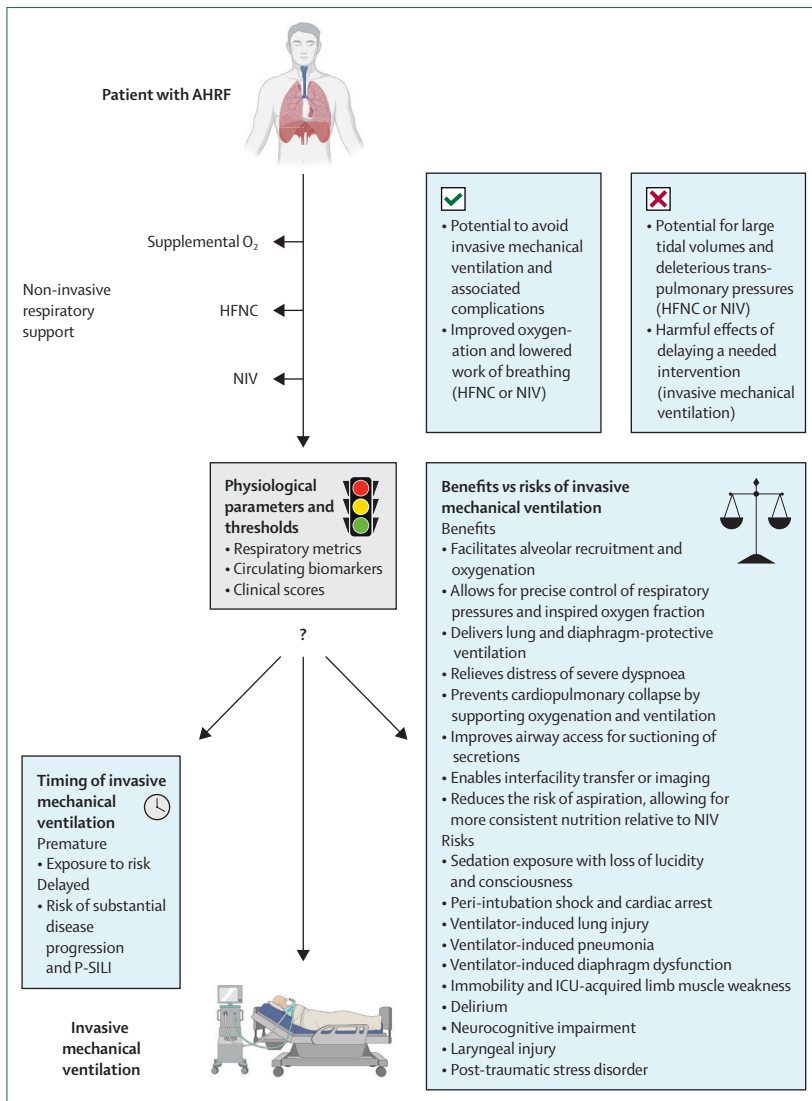 Patient with AHRF
Supplemental O₂
Non-invasive
respiratory
support
HFNC
NIV
• Potential to avoid
invasive mechanical
ventilation and
associated
complications
• Improved oxygen-
ation and lowered
work of breathing
(HFNC or NIV)
• Potential for large
tidal volumes and
deleterious trans-
pulmonary pressures
(HFNC or NIV)
• Harmful effects of
delaying a needed
intervention
(invasive mechanical
ventilation)
Physiological
parameters and
thresholds
• Respiratory metrics
• Circulating biomarkers
• Clinical scores
?
Benefits vs risks of invasive
mechanical ventilation
Benefits
• Facilitates alveolar recruitment and
oxygenation
• Allows for precise control of respiratory
pressures and inspired oxygen fraction
• Delivers lung and diaphragm-protective
ventilation
• Relieves distress of severe dyspnoea
• Prevents cardiopulmonary collapse by
supporting oxygenation and ventilation
• Improves airway access for suctioning of
secretions
• Enables interfacility transfer or imaging
• Reduces the risk of aspiration, allowing for
more consistent nutrition relative to NIV
Risks
• Sedation exposure with loss of lucidity
and consciousness
• Peri-intubation shock and cardiac arrest
• Ventilator-induced lung injury
• Ventilator-induced pneumonia
• Ventilator-induced diaphragm dysfunction
• Immobility and ICU-acquired limb muscle weakness
• Delirium
• Neurocognitive impairment
• Laryngeal injury
• Post-traumatic stress disorder
Timing of invasive
mechanical
ventilation
Premature
• Exposure to risk
Delayed
• Risk of substantial
disease
progression
and P-SILI
Invasive
mechanical
ventilation